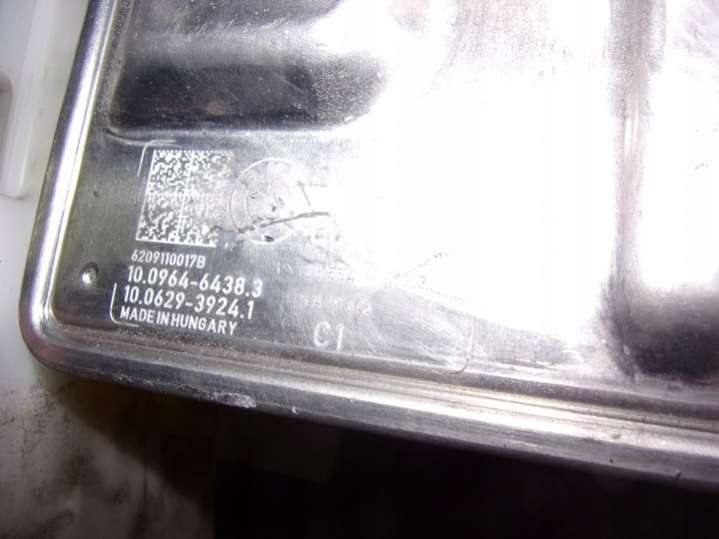 6209110017B
10.0964-6438.3
10.0629-3924.1
MADE IN HUNGARY
C1